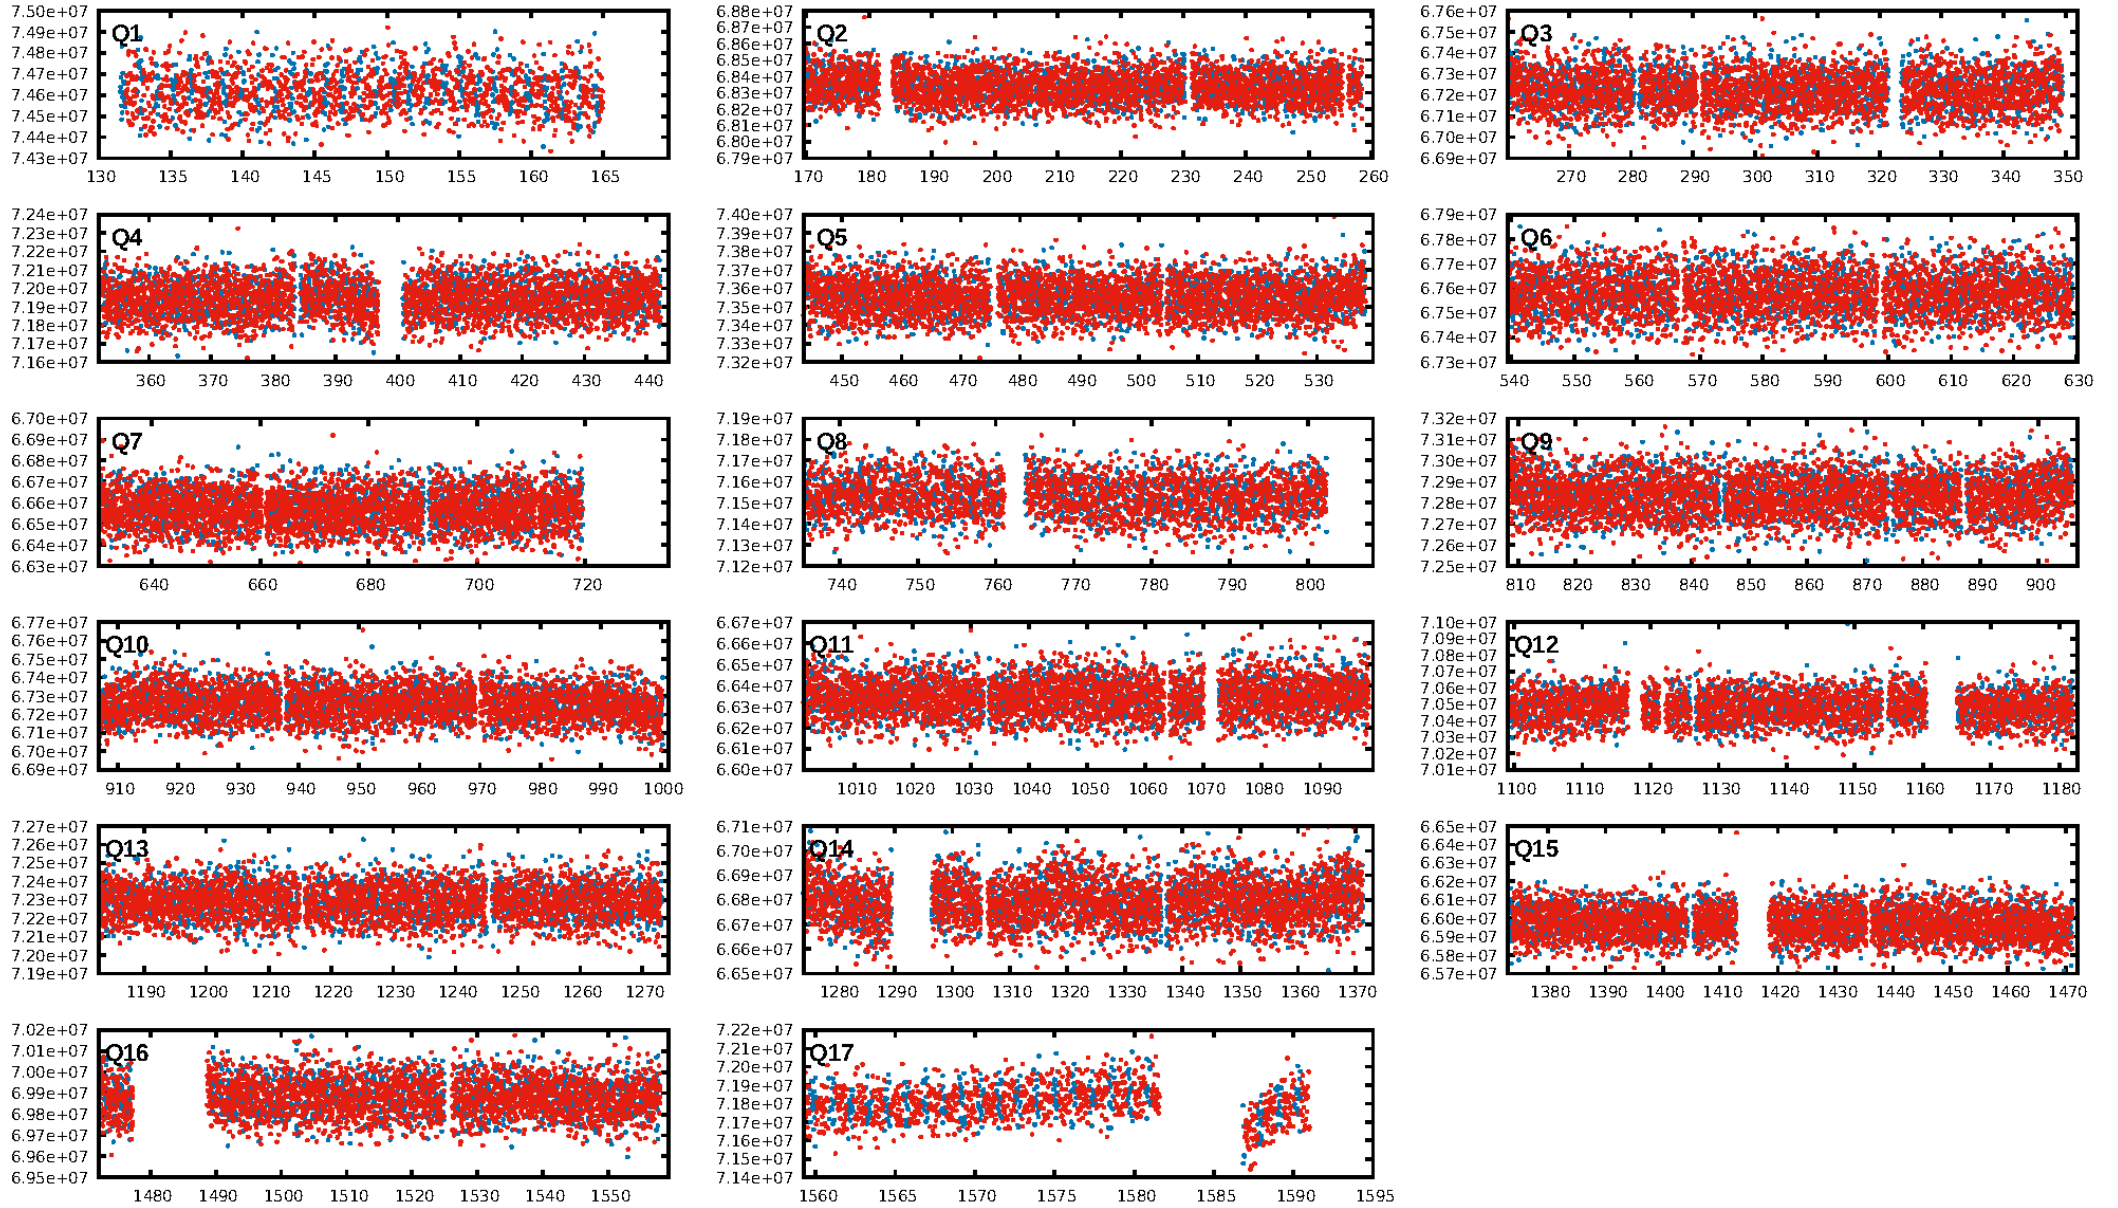 Q1
7.50e+07
7.49e+07
7.48e+07
7.47e+07
7.46e+07
7.45e+07
7.44e+07
7.43e+07
130 135 140 145 150 155 160 165
Q2
6.88e+07
6.87e+07
6.86e+07
6.85e+07
6.84e+07
6.83e+07
6.82e+07
6.81e+07
6.80e+07
6.79e+07
170 180 190 200 210 220 230 240 250 260
Q3
6.76e+07
6.75e+07
6.74e+07
6.73e+07
6.72e+07
6.71e+07
6.70e+07
6.69e+07
270 280 290 300 310 320 330 340 350
Q4
7.24e+07
7.23e+07
7.22e+07
7.21e+07
7.20e+07
7.19e+07
7.18e+07
7.17e+07
7.16e+07
360 370 380 390 400 410 420 430 440
Q5
7.40e+07
7.39e+07
7.38e+07
7.37e+07
7.36e+07
7.35e+07
7.34e+07
7.33e+07
7.32e+07
450 460 470 480 490 500 510 520 530
Q6
6.79e+07
6.78e+07
6.77e+07
6.76e+07
6.75e+07
6.74e+07
6.73e+07
540 550 560 570 580 590 600 610 620 630
Q7
6.70e+07
6.69e+07
6.68e+07
6.67e+07
6.66e+07
6.65e+07
6.64e+07
6.63e+07
640 660 680 700 720
Q8
7.19e+07
7.18e+07
7.17e+07
7.16e+07
7.15e+07
7.14e+07
7.13e+07
7.12e+07
740 750 760 770 780 790 800
Q9
7.32e+07
7.31e+07
7.30e+07
7.29e+07
7.28e+07
7.27e+07
7.26e+07
7.25e+07
810 820 830 840 850 860 870 880 890 900
Q10
6.77e+07
6.76e+07
6.75e+07
6.74e+07
6.73e+07
6.72e+07
6.71e+07
6.70e+07
6.69e+07
910 920 930 940 950 960 970 980 990 1000
Q11
6.67e+07
6.66e+07
6.65e+07
6.64e+07
6.63e+07
6.62e+07
6.61e+07
6.60e+07
1010 1020 1030 1040 1050 1060 1070 1080 1090
Q12
7.10e+07
7.09e+07
7.08e+07
7.07e+07
7.06e+07
7.05e+07
7.04e+07
7.03e+07
7.02e+07
7.01e+07
1100 1110 1120 1130 1140 1150 1160 1170 1180
Q13
7.27e+07
7.26e+07
7.25e+07
7.24e+07
7.23e+07
7.22e+07
7.21e+07
7.20e+07
7.19e+07
1190 1200 1210 1220 1230 1240 1250 1260 1270
Q14
6.71e+07
6.70e+07
6.69e+07
6.68e+07
6.67e+07
6.66e+07
6.65e+07
1280 1290 1300 1310 1320 1330 1340 1350 1360 1370
Q15
6.65e+07
6.64e+07
6.63e+07
6.62e+07
6.61e+07
6.60e+07
6.59e+07
6.58e+07
6.57e+07
1380 1390 1400 1410 1420 1430 1440 1450 1460 1470
Q16
7.02e+07
7.01e+07
7.00e+07
6.99e+07
6.98e+07
6.97e+07
6.96e+07
6.95e+07
1480 1490 1500 1510 1520 1530 1540 1550
Q17
7.22e+07
7.21e+07
7.20e+07
7.19e+07
7.18e+07
7.17e+07
7.16e+07
7.15e+07
7.14e+07
1560 1565 1570 1575 1580 1585 1590 1595